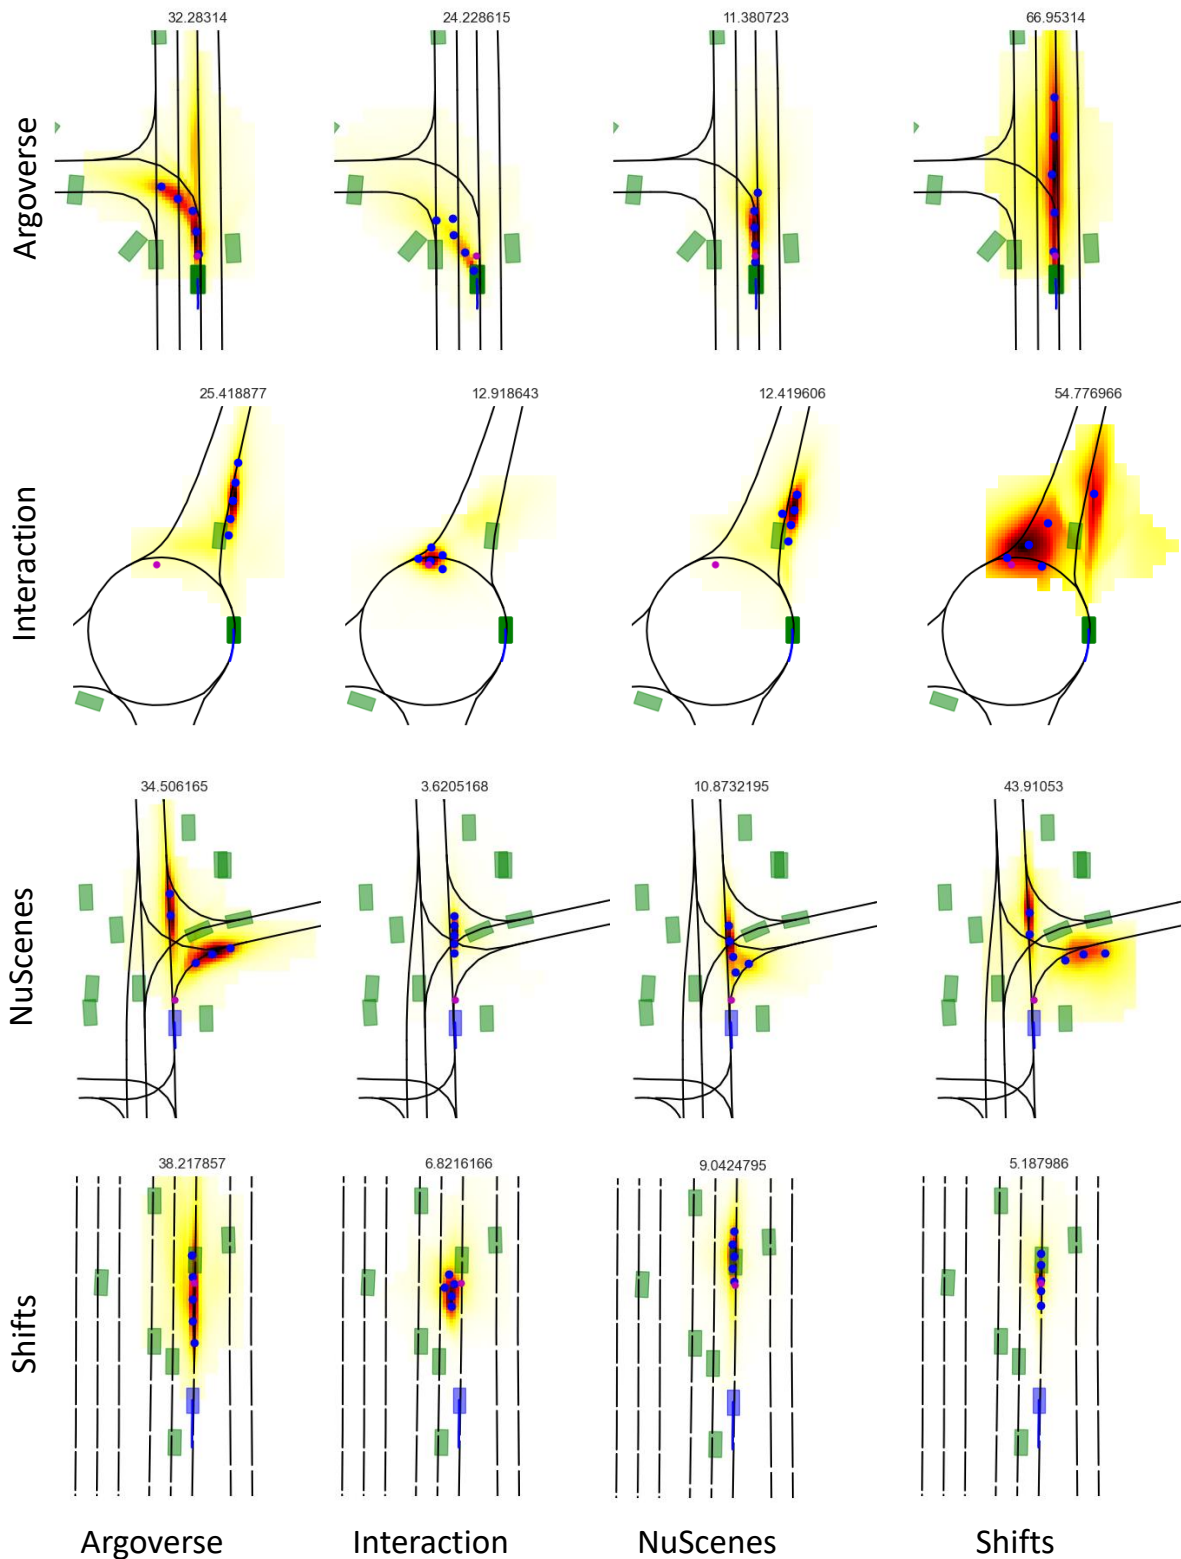 32.28314 24.228615 11.380723 66.95314
Argoverse
25.418877 12.918643 12.419606 54.776966
Interaction
34.506165 3.6205168 10.8732195 43.91053
NuScenes
38.217857 6.8216166 9.0424795 5.187986
Shifts
Argoverse Interaction NuScenes Shifts